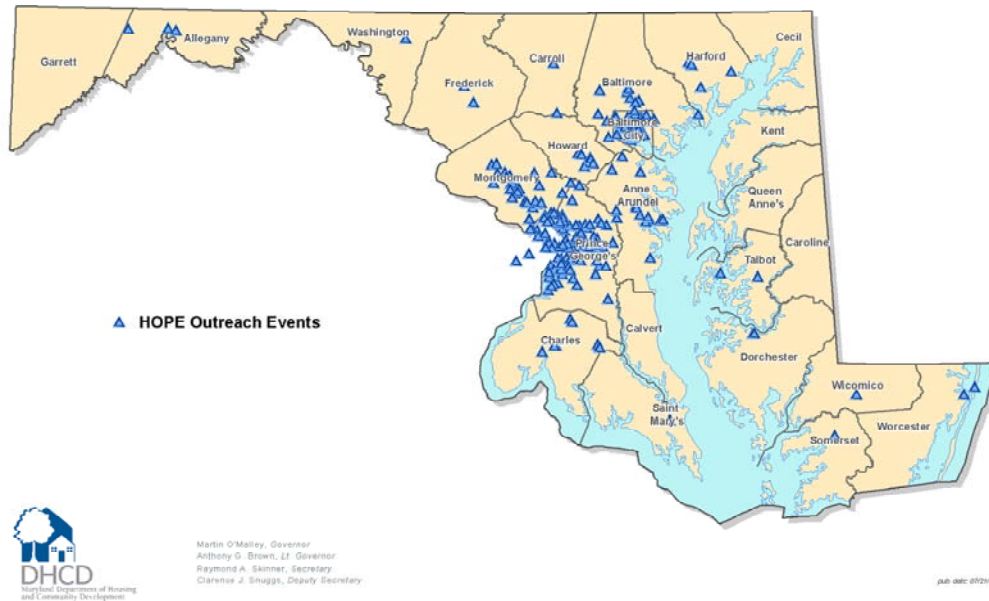 Garrett
Allegany
Washington
Frederick
Carroll
Baltimore
Harford
Cecil
Baltimore
City
Kent
Howard
Montgomery
Anne
Arundel
Queen
Anne's
Prince
George's
Talbot
Caroline
HOPE Outreach Events
Calvert
Charles
Dorchester
Saint
Mary's
Wicomico
Worcester
Somerset
DHCD
Maryland Department of Housing
and Community Development
Martin O'Malley, Governor
Anthony G. Brown, Lt. Governor
Raymond A. Skinner, Secretary
Clarence J. Snuggs, Deputy Secretary
pub date: